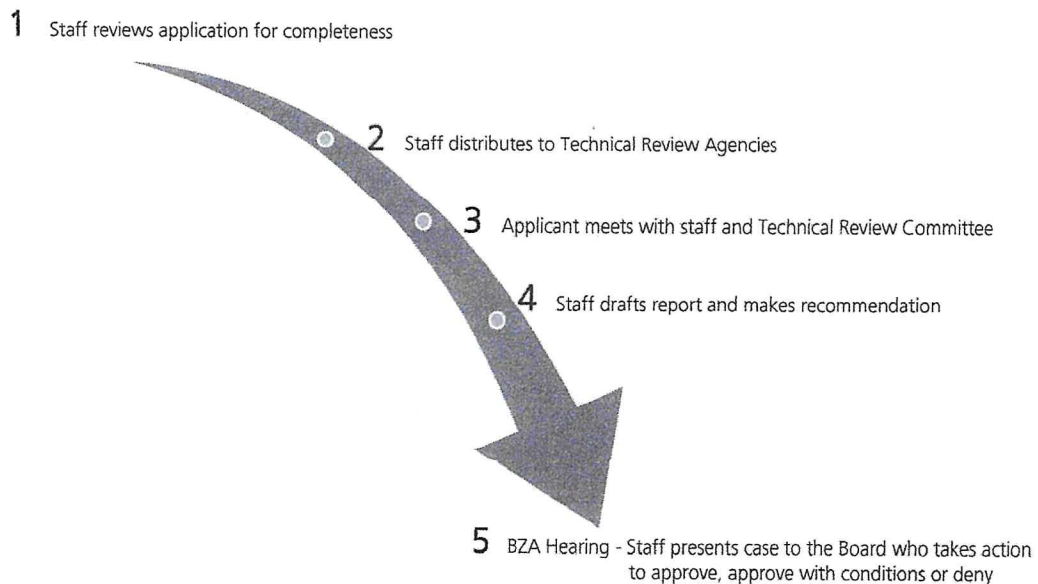 1 Staff reviews application for completeness
2 Staff distributes to Technical Review Agencies
3 Applicant meets with staff and Technical Review Committee
4 Staff drafts report and makes recommendation
5 BZA Hearing - Staff presents case to the Board who takes action
to approve, approve with conditions or deny